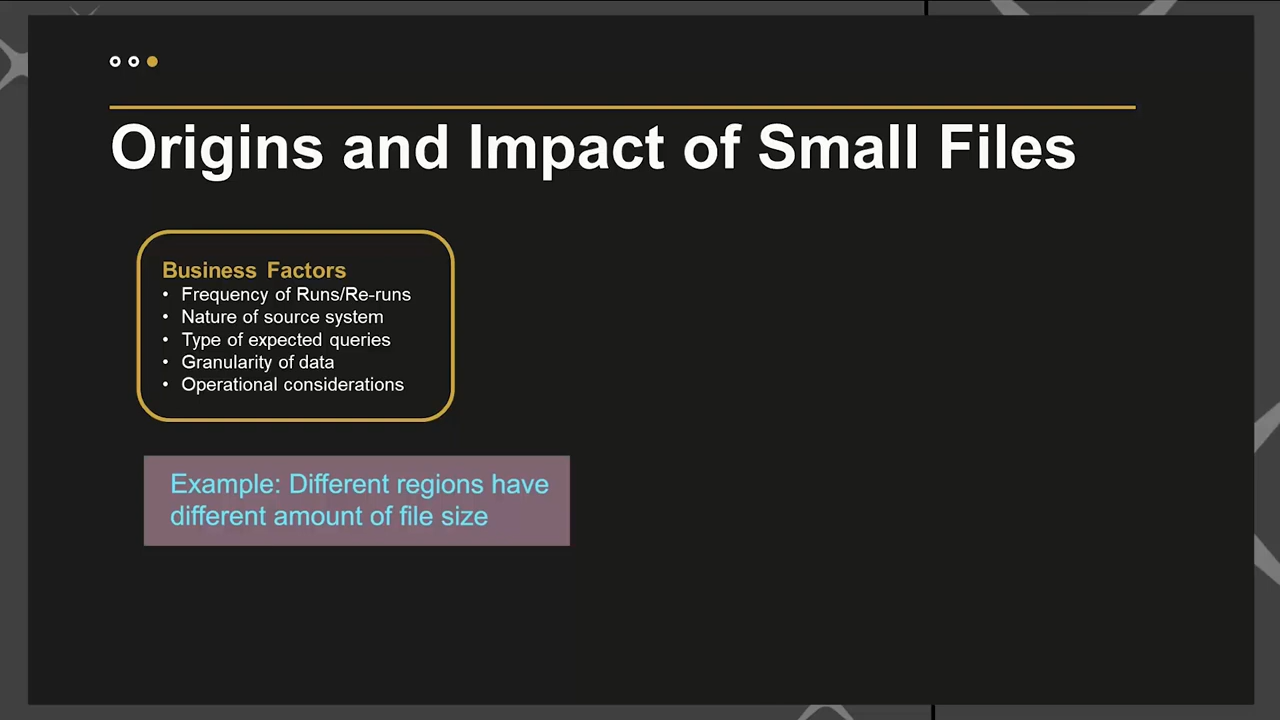 Origins and Impact of Small Files
Business Factors
• Frequency of Runs/Re-runs
• Nature of source system
• Type of expected queries
• Granularity of data
• Operational considerations
Example: Different regions have
different amount of file size